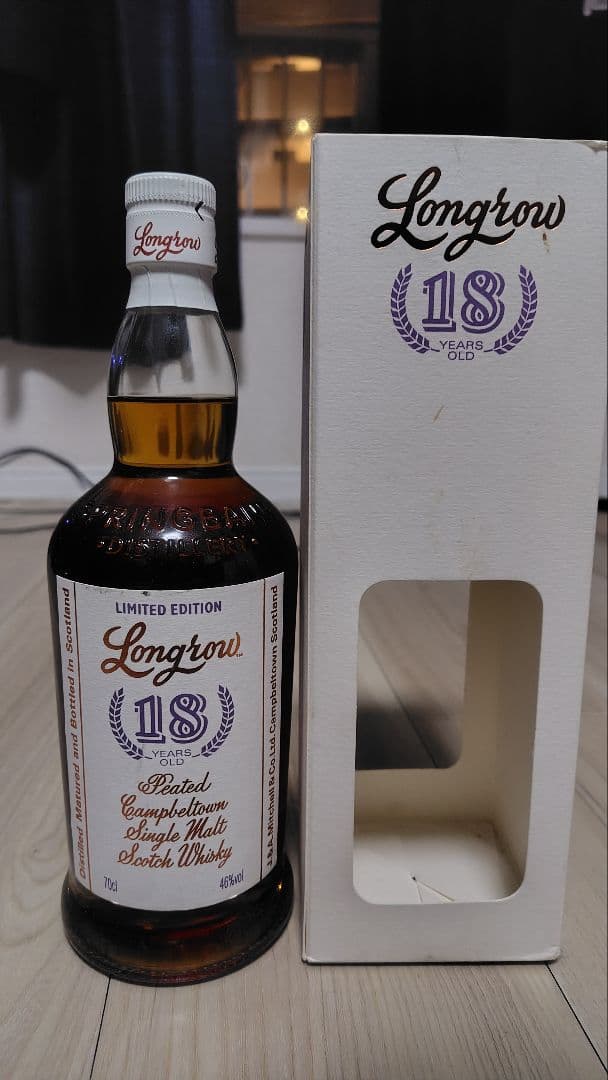 Longrow
SPRINGBANK
•DISTILLERY•
LIMITED EDITION
Longrow
18
YEARS
OLD
Peated
Campbeltown
Single Malt
Scotch Whisky
70cl
46%vol
Distilled Matured and Bottled in Scotland
J.&A. Mitchell & Co. Ltd. Campbeltown Scotland
Longrow
18
YEARS
OLD